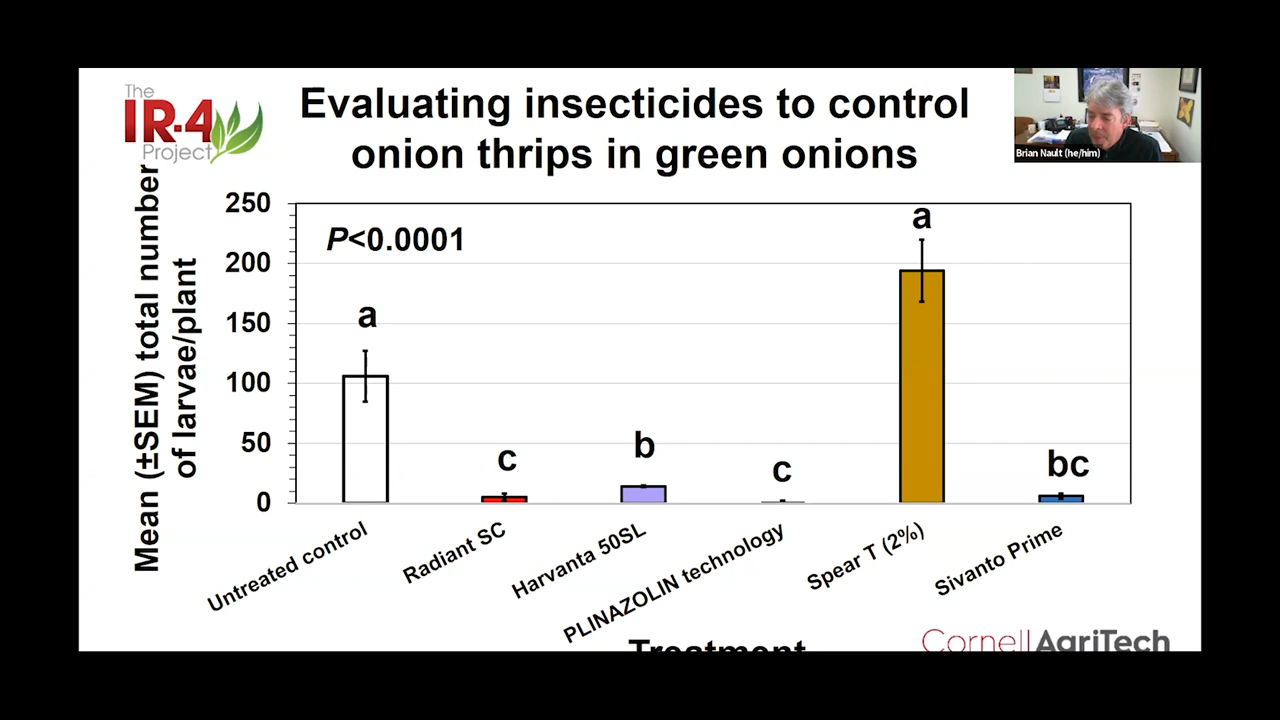 The
IR-4
Project
Evaluating insecticides to control
onion thrips in green onions
Brian Nault (he/him)
Mean (±SEM) total number
of larvae/plant
250
200
150
100
50
0
P<0.0001
a
c
b
c
a
bc
Untreated control
Radiant SC
Harvanta 50SL
PLINAZOLIN technology
Spear T (2%)
Sivanto Prime
Treatment
Cornell AgriTech